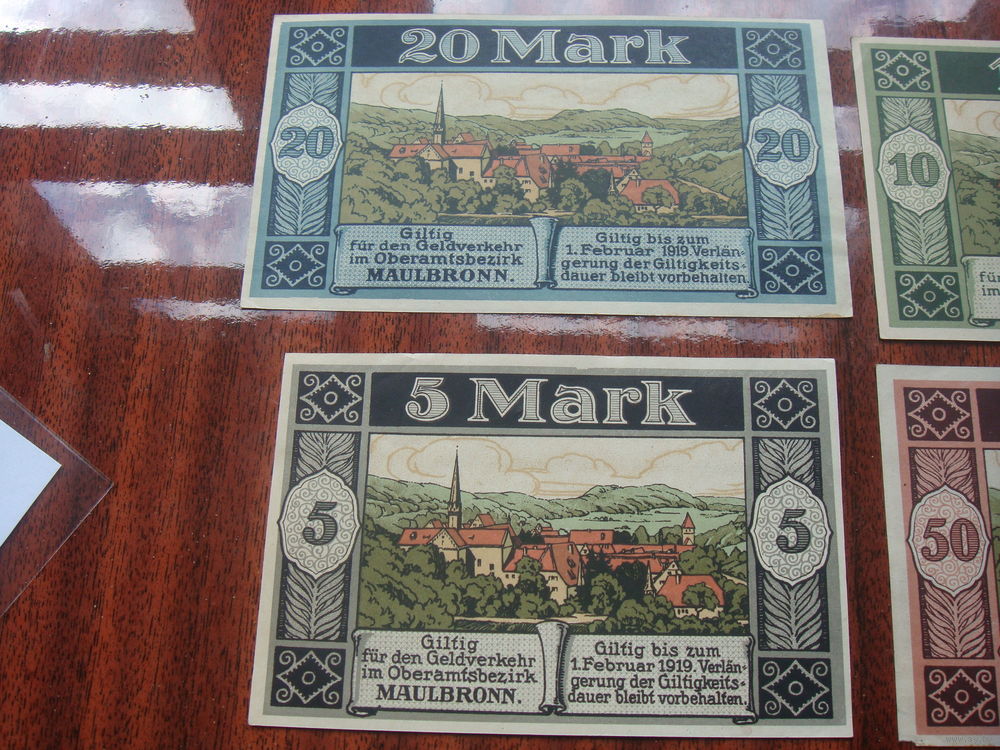 20 Mark
20 20
Giltig
für den Geldverkehr
im Oberamtsbezirk
MAULBRONN.
Giltig bis zum
1. Februar 1919. Verlän-
gerung der Giltigkeits-
dauer bleibt vorbehalten.
10
für
im
5 Mark
5 5
Giltig
für den Geldverkehr
im Oberamtsbezirk
MAULBRONN.
Giltig bis zum
1. Februar 1919. Verlän-
gerung der Giltigkeits-
dauer bleibt vorbehalten.
50